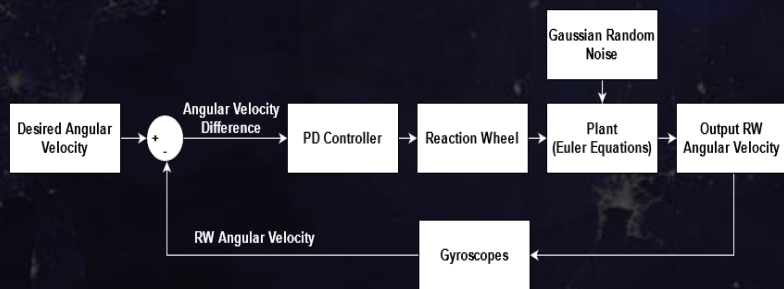 Gaussian Random
Noise
Desired Angular
Velocity
+
-
Angular Velocity
Difference
PD Controller
Reaction Wheel
Plant
(Euler Equations)
Output RW
Angular Velocity
RW Angular Velocity
Gyroscopes